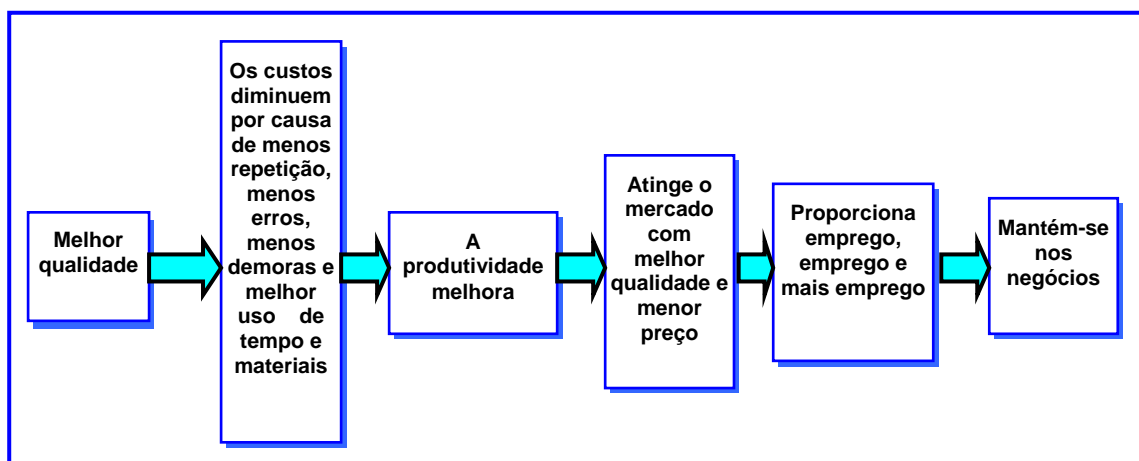 Melhor
qualidade
Os custos
diminuem
por causa
de menos
repetição,
menos
erros,
menos
demoras e
melhor
uso de
tempo e
materiais
A
produtividade
melhora
Atinge o
mercado
com
melhor
qualidade e
menor
preço
Proporciona
emprego,
emprego e
mais emprego
Mantém-se
nos
negócios